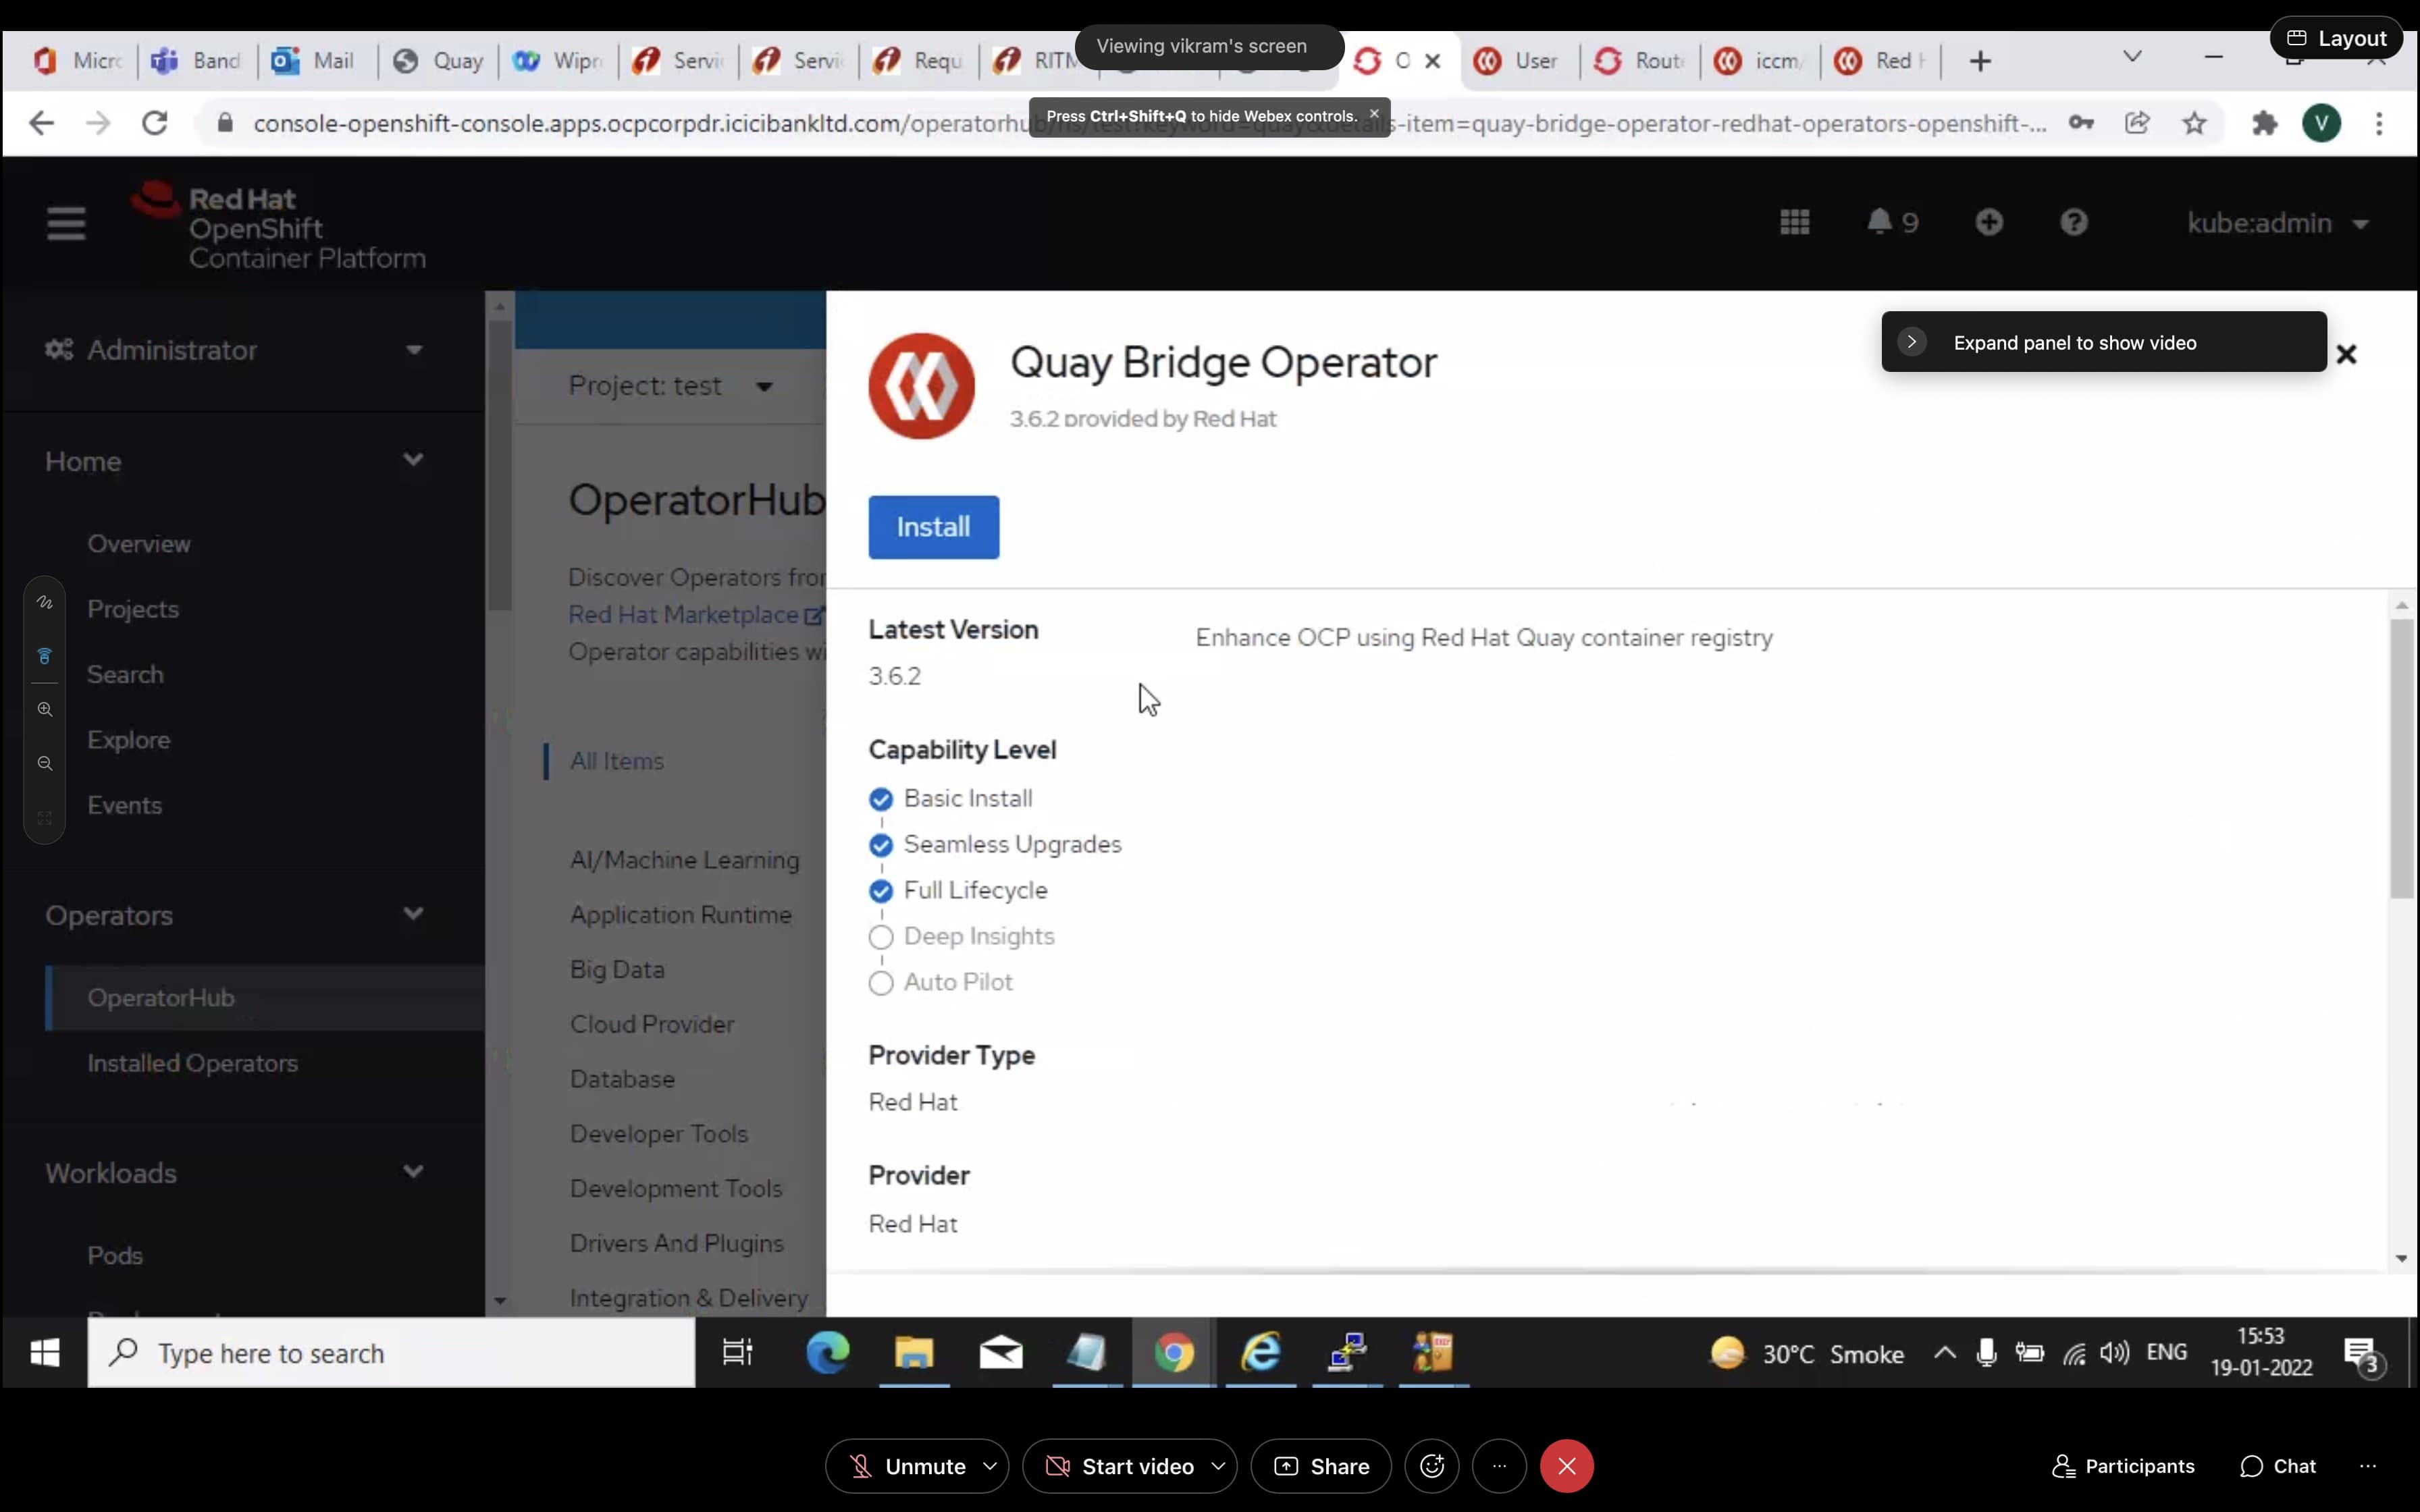 Viewing vikram's screen
Layout
Micro
Band
Mail
Quay
Wipr
Servi
Servi
Requ
RITM
User
Rout
iccm/
Red H
Press Ctrl+Shift+Q to hide Webex controls.
console-openshift-console.apps.ocpcorpdr.icicibankltd.com/operatorhub
s-item=quay-bridge-operator-redhat-operators-openshift-...
V
Red Hat
OpenShift
Container Platform
9
kube:admin
Administrator
Home
Overview
Projects
Search
Explore
Events
Operators
OperatorHub
Installed Operators
Workloads
Pods
Project: test
OperatorHub
Discover Operators from
Red Hat Marketplace
Operator capabilities wi
All Items
AI/Machine Learning
Application Runtime
Big Data
Cloud Provider
Database
Developer Tools
Development Tools
Drivers And Plugins
Integration & Delivery
Quay Bridge Operator
3.6.2 provided by Red Hat
Expand panel to show video
Install
Latest Version
3.6.2
Enhance OCP using Red Hat Quay container registry
Capability Level
Basic Install
Seamless Upgrades
Full Lifecycle
Deep Insights
Auto Pilot
Provider Type
Red Hat
Provider
Red Hat
Type here to search
30°C Smoke
ENG
15:53
19-01-2022
3
Unmute
Start video
Share
Participants
Chat